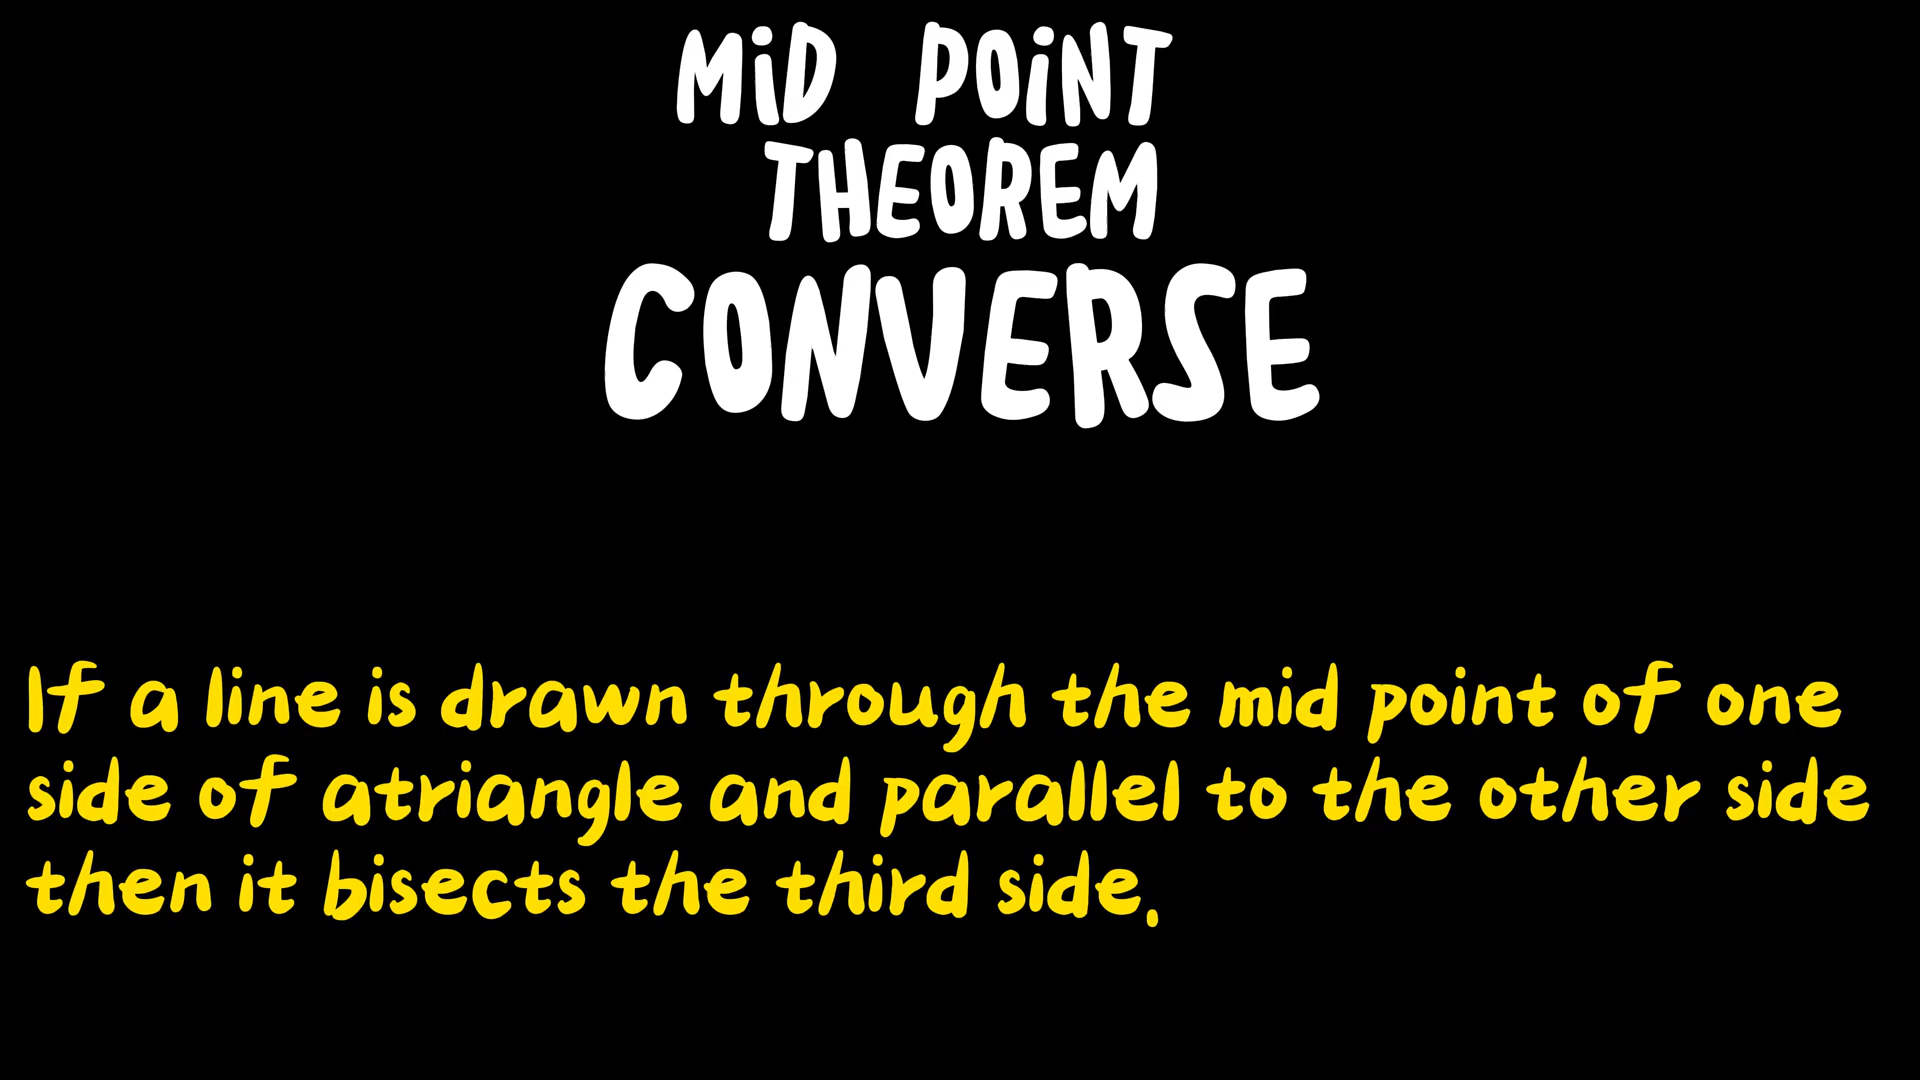 MiD POiNT
THEOREM
CONVERSE
If a line is drawn through the mid point of one
side of atriangle and parallel to the other side
then it bisects the third side.